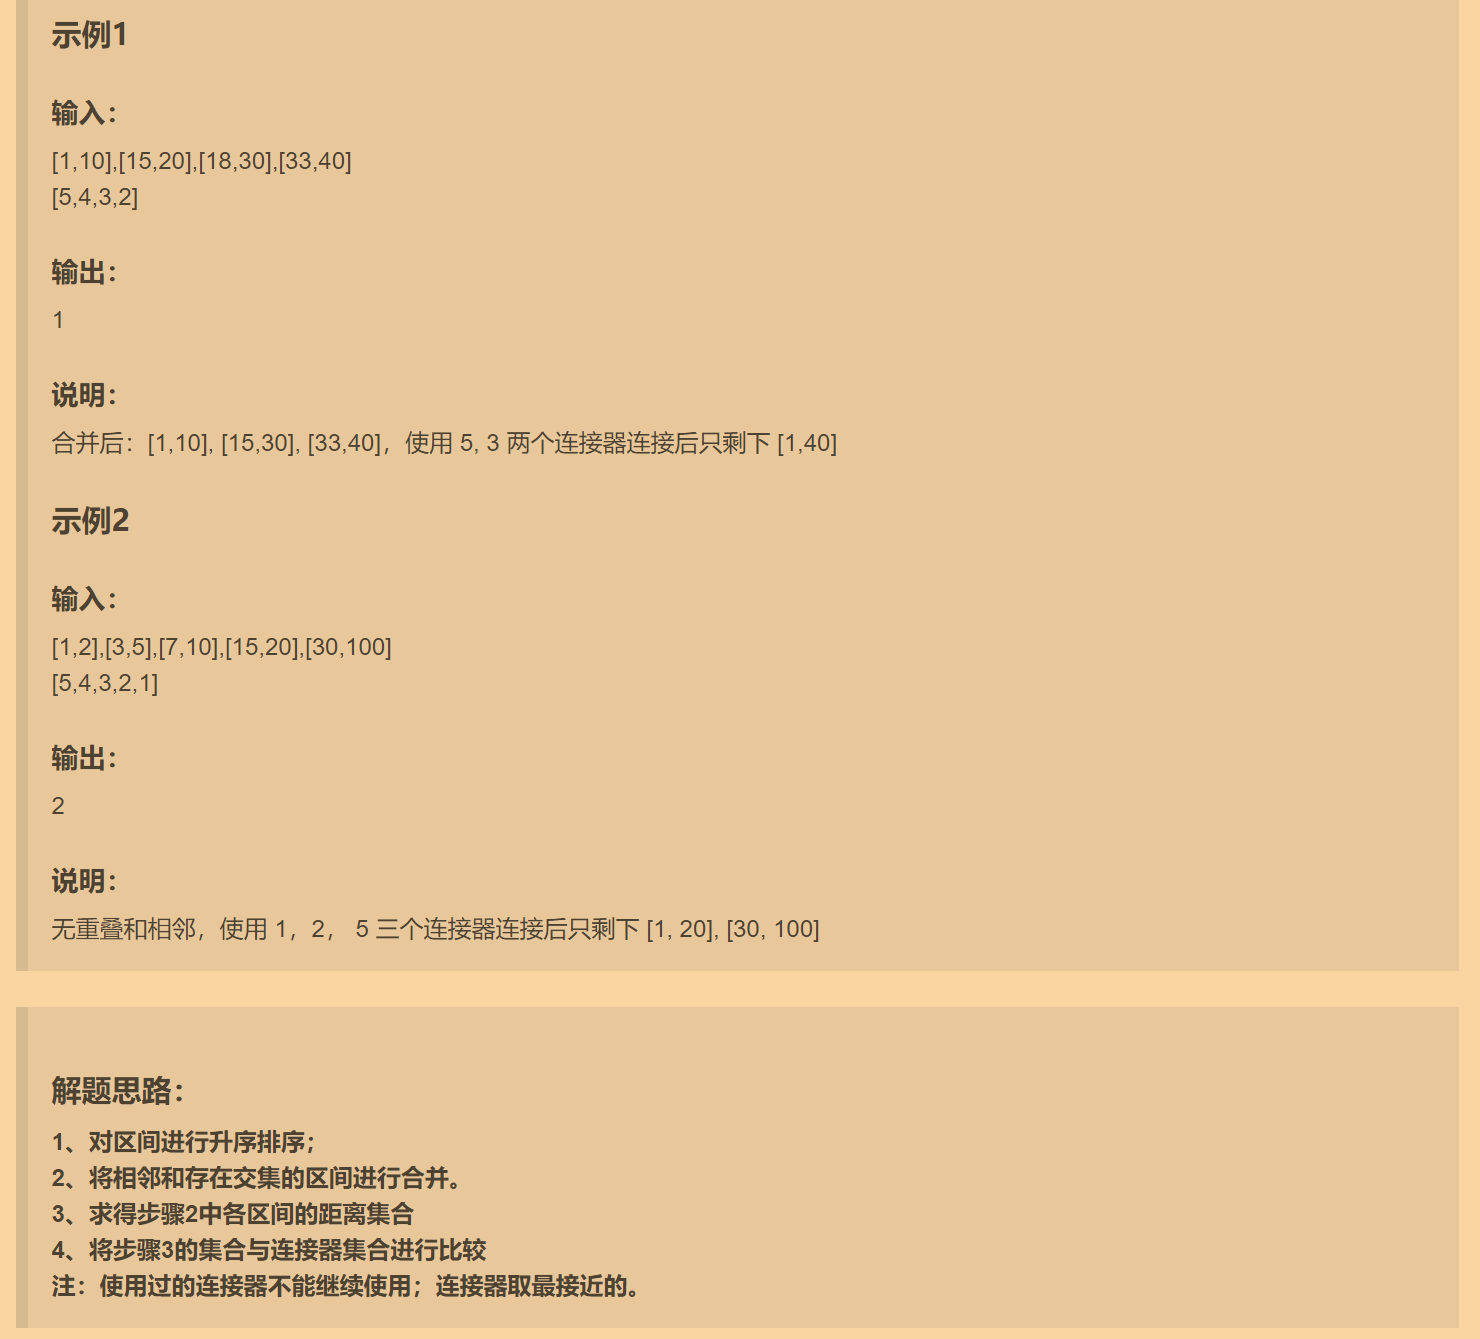 示例1
输入：
[1,10],[15,20],[18,30],[33,40]
[5,4,3,2]
输出：
1
说明：
合并后：[1,10], [15,30], [33,40]，使用 5, 3 两个连接器连接后只剩下 [1,40]
示例2
输入：
[1,2],[3,5],[7,10],[15,20],[30,100]
[5,4,3,2,1]
输出：
2
说明：
无重叠和相邻，使用 1，2， 5 三个连接器连接后只剩下 [1, 20], [30, 100]
解题思路：
1、对区间进行升序排序；
2、将相邻和存在交集的区间进行合并。
3、求得步骤2中各区间的距离集合
4、将步骤3的集合与连接器集合进行比较
注：使用过的连接器不能继续使用；连接器取最接近的。